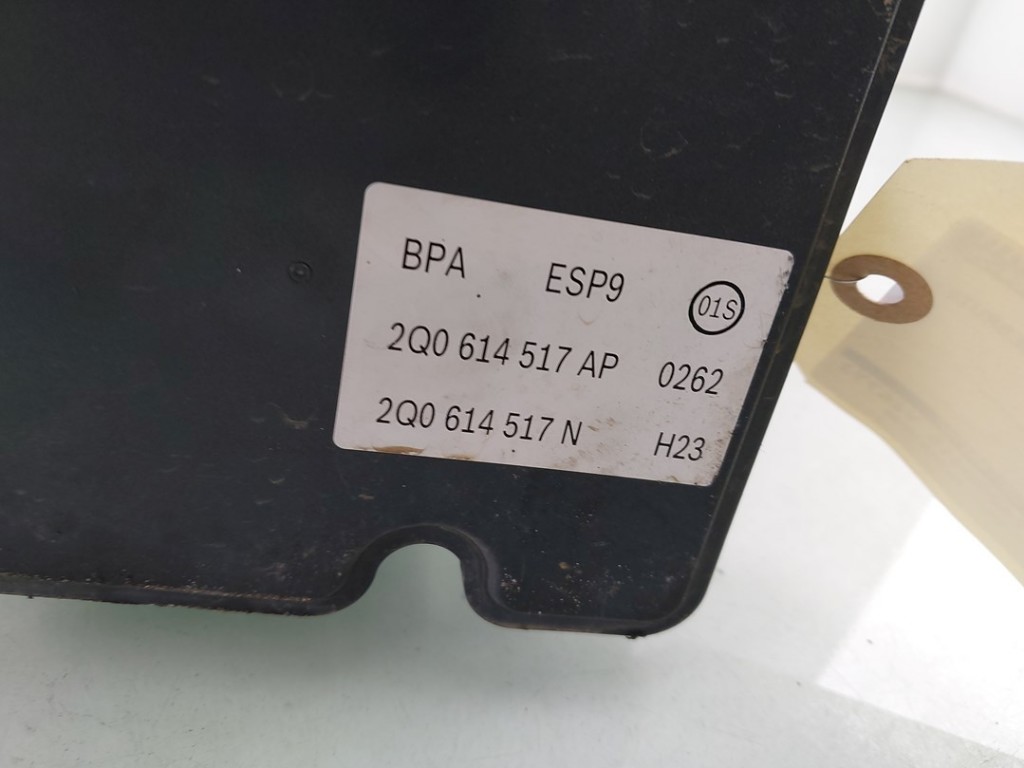 BPA ESP9 01S
2Q0 614 517 AP 0262
2Q0 614 517 N H23